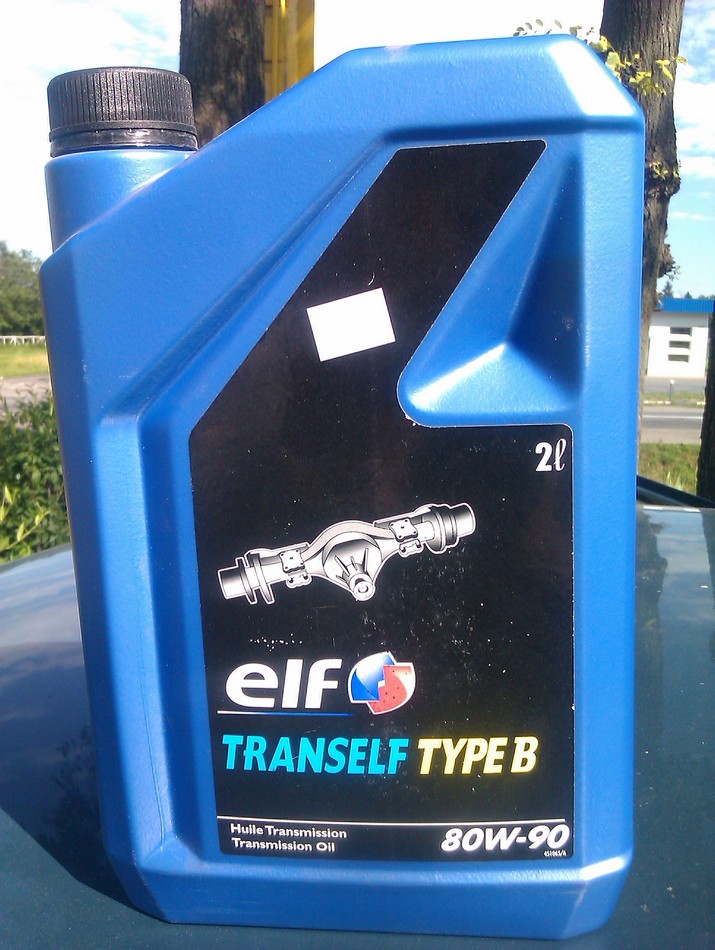 2ℓ
elf
TRANSELF TYPE B
Huile Transmission
Transmission Oil
80W-90